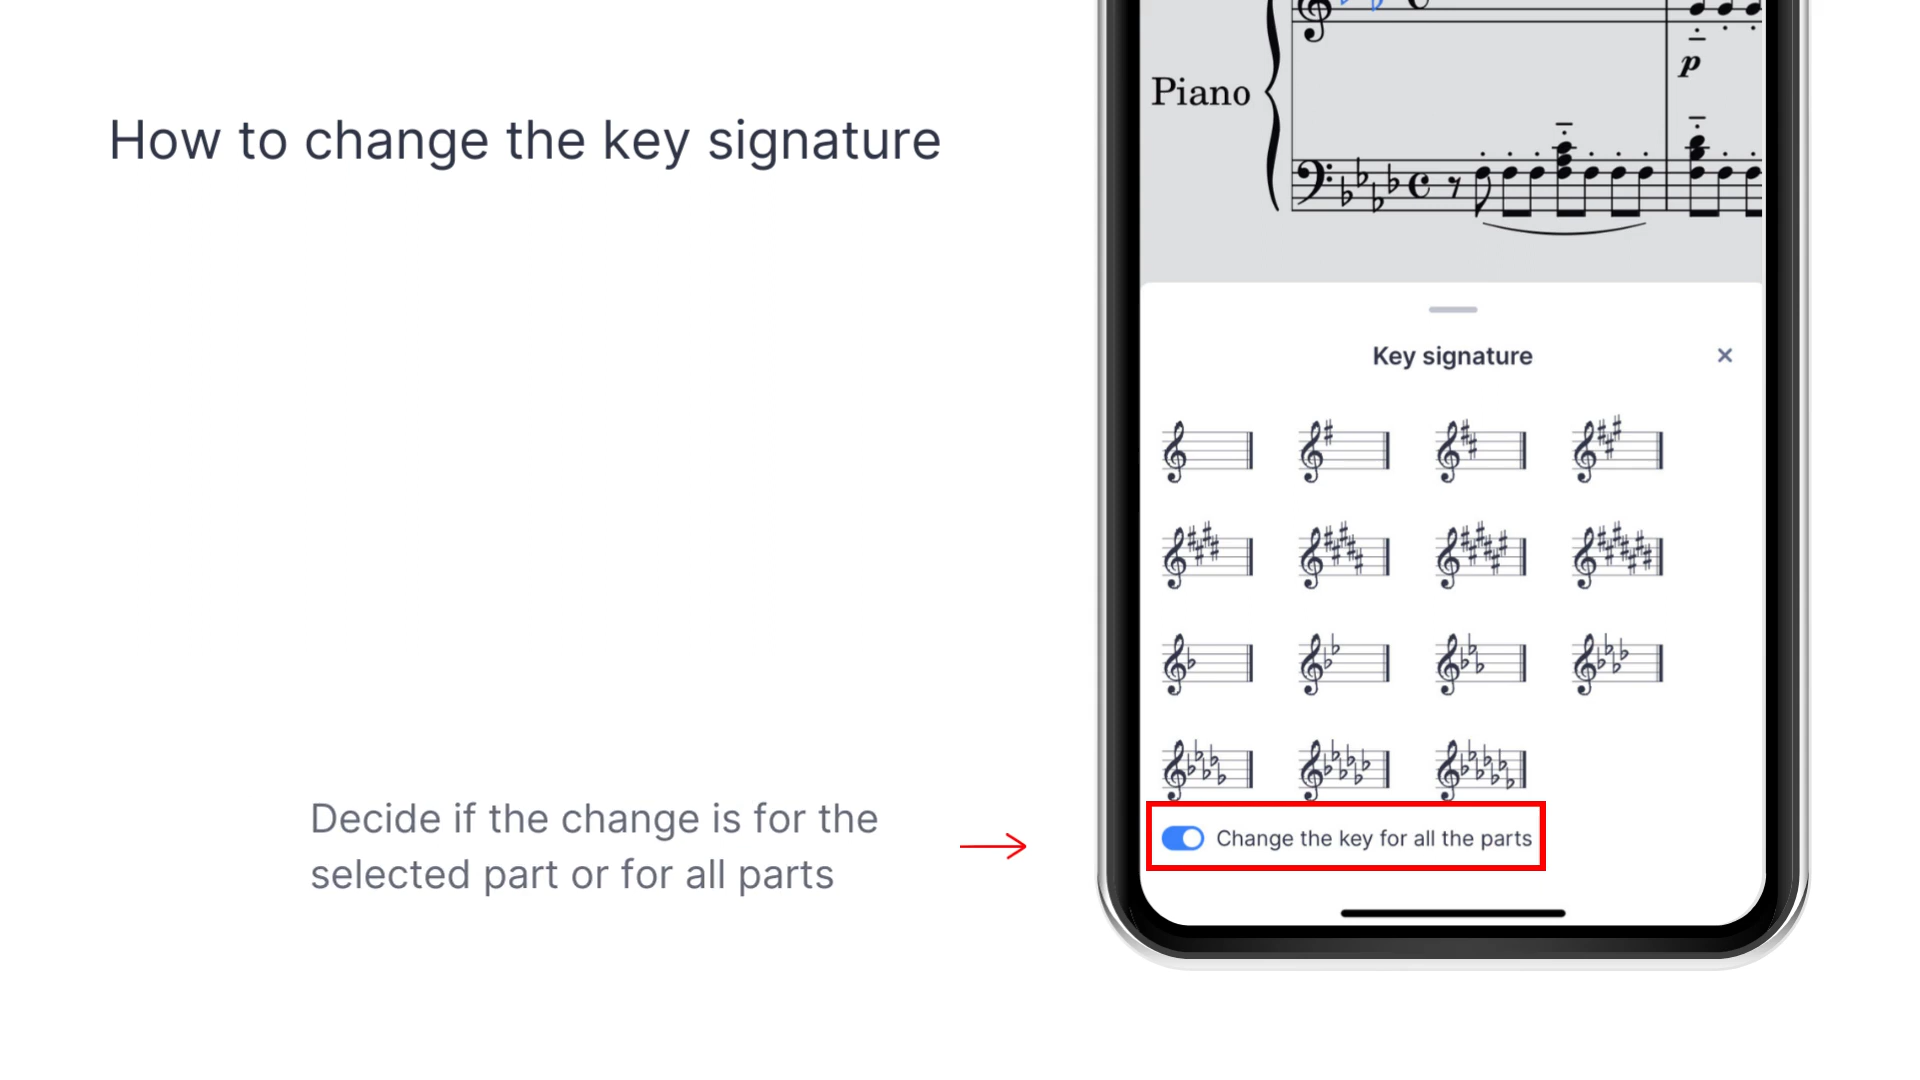 How to change the key signature
Piano
p
Key signature
Decide if the change is for the
selected part or for all parts
Change the key for all the parts